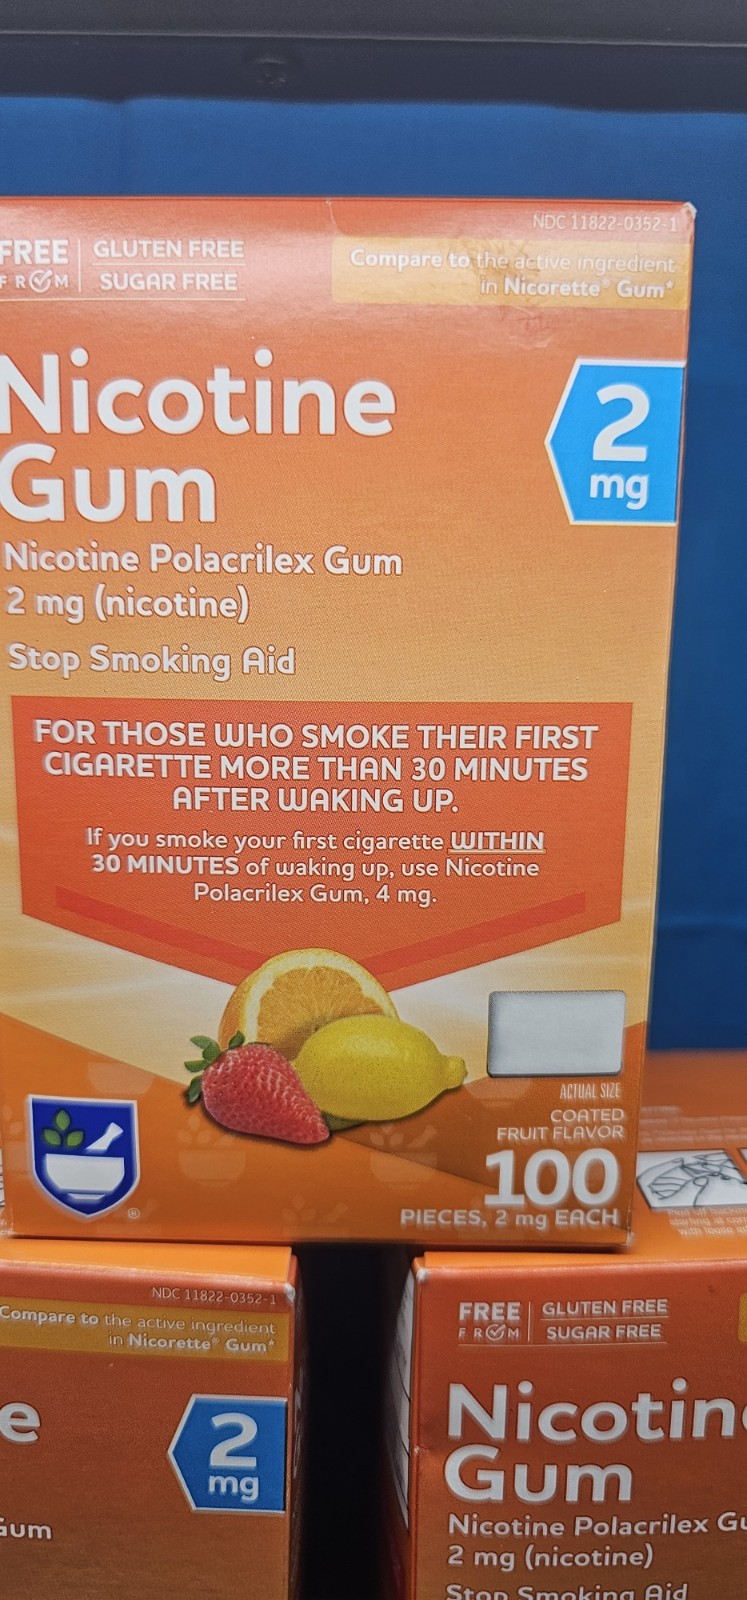 NDC 11822-0352-1
FREE FROM
GLUTEN FREE
SUGAR FREE
Compare to the active ingredient
in Nicorette® Gum*
Nicotine
Gum
2
mg
Nicotine Polacrilex Gum
2 mg (nicotine)
Stop Smoking Aid
FOR THOSE WHO SMOKE THEIR FIRST
CIGARETTE MORE THAN 30 MINUTES
AFTER WAKING UP.
If you smoke your first cigarette WITHIN
30 MINUTES of waking up, use Nicotine
Polacrilex Gum, 4 mg.
ACTUAL SIZE
COATED
FRUIT FLAVOR
100
PIECES, 2 mg EACH
®
NDC 11822-0352-1
Compare to the active ingredient
in Nicorette® Gum*
e
2
mg
Gum
FREE
FROM
GLUTEN FREE
SUGAR FREE
Nicotin
Gum
Nicotine Polacrilex Gu
2 mg (nicotine)
Stop Smoking Aid